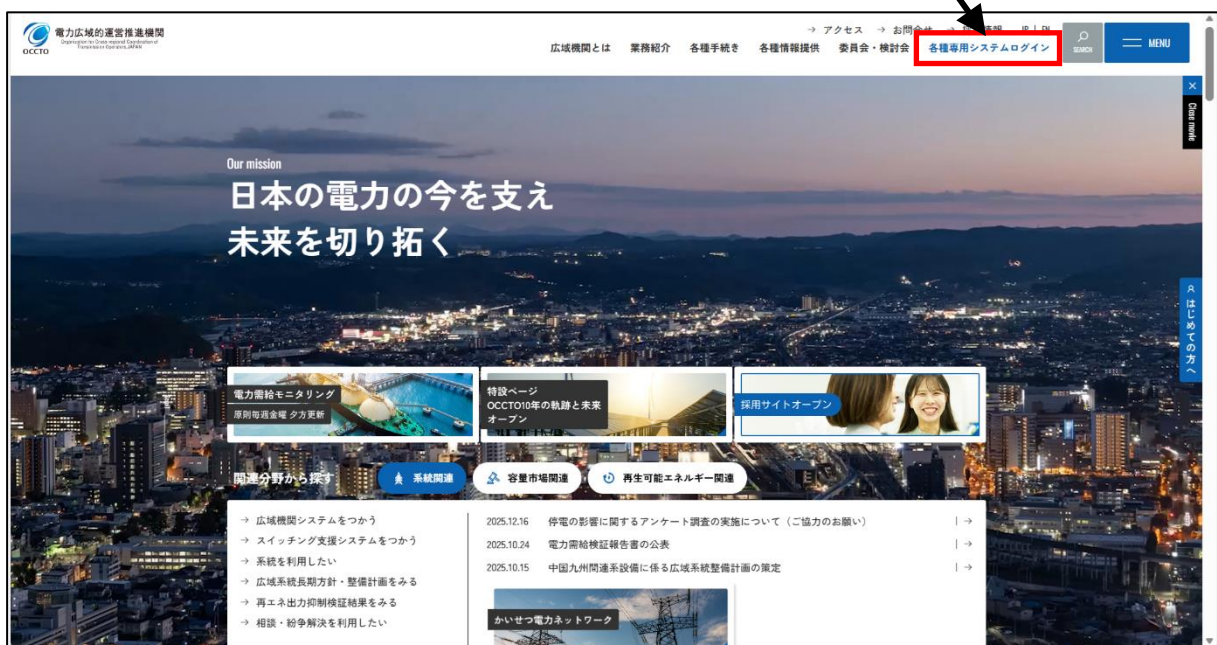 電力広域的運営推進機関
Organization for Cross-regional Coordination of
Transmission Operators, JAPAN
OCCTO
→ アクセス → お問合せ
広域機関とは 業務紹介 各種手続き 各種情報提供 委員会・検討会 各種専用システムログイン
SEARCH
MENU
Close movie
Our mission
日本の電力の今を支え
未来を切り拓く
はじめての方へ
電力需給モニタリング
原則毎週金曜 夕方更新
特設ページ
OCCTO10年の軌跡と未来
オープン
採用サイトオープン
関連分野から探す 系統関連 容量市場関連 再生可能エネルギー関連
→ 広域機関システムをつかう
→ スイッチング支援システムをつかう
→ 系統を利用したい
→ 広域系統長期方針・整備計画をみる
→ 再エネ出力抑制検証結果をみる
→ 相談・紛争解決を利用したい
2025.12.16 停電の影響に関するアンケート調査の実施について（ご協力のお願い） | →
2025.10.24 電力需給検証報告書の公表 | →
2025.10.15 中国九州間連系設備に係る広域系統整備計画の策定 | →
かいせつ電力ネットワーク